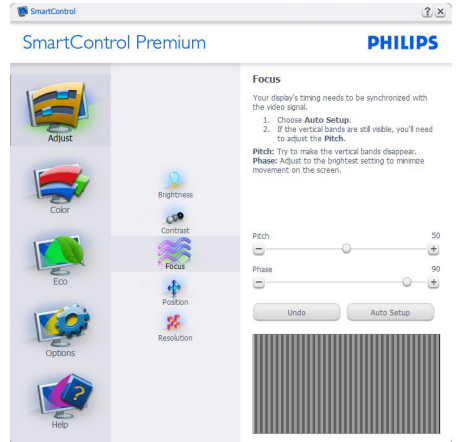 SmartControl
SmartControl Premium
PHILIPS
Adjust
Color
Eco
Options
Help
Brightness
Contrast
Focus
Position
Resolution
Focus
Your display's timing needs to be synchronized with
the video signal.
1. Choose Auto Setup.
2. If the vertical bands are still visible, you'll need
to adjust the Pitch.
Pitch: Try to make the vertical bands disappear.
Phase: Adjust to the brightest setting to minimize
movement on the screen.
Pitch 50
Phase 90
Undo Auto Setup